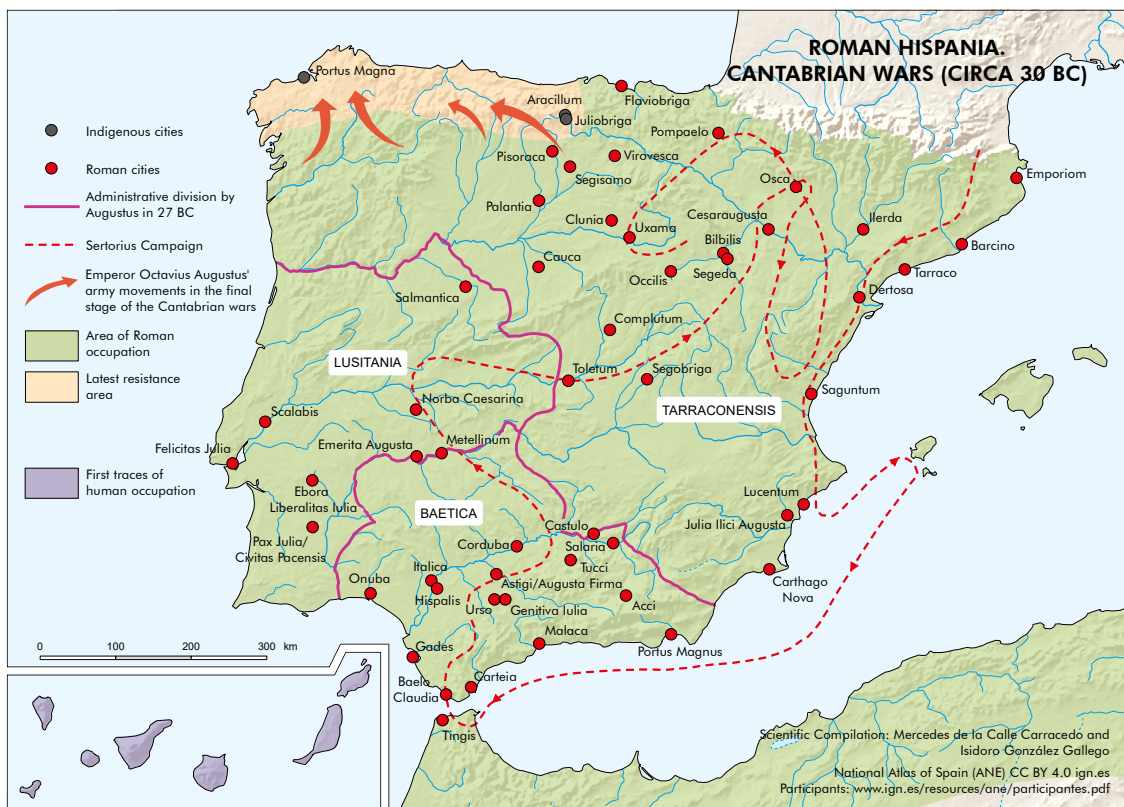 ROMAN HISPANIA.
CANTABRIAN WARS (CIRCA 30 BC)
Indigenous cities
Roman cities
Administrative division by
Augustus in 27 BC
Sertorius Campaign
Emperor Octavius Augustus'
army movements in the final
stage of the Cantabrian wars
Area of Roman
occupation
Latest resistance
area
First traces of
human occupation
Portus Magna
Aracillum
Juliobriga
Flaviobriga
Pompaelo
Pisoraca
Virovesca
Segisamo
Osca
Emporiom
Palantia
Clunia
Uxama
Cesaraugusta
Ilerda
Barcino
Cauca
Bilbilis
Segeda
Occilis
Tarraco
Dertosa
Salmantica
Complutum
LUSITANIA
Toletum
Segobriga
TARRACONENSIS
Saguntum
Norba Caesarina
Scalabis
Emerita Augusta
Metellinum
Felicitas Julia
Ebora
Liberalitas Iulia
BAETICA
Lucentum
Julia Ilici Augusta
Pax Julia/
Civitas Pacensis
Castulo
Corduba
Salaria
Tucci
Italica
Hispalis
Astigi/Augusta Firma
Onuba
Urso
Genitiva Iulia
Acci
Carthago
Nova
Malaca
Portus Magnus
Gades
Baelo
Claudia
Carteia
Tingis
0
100
200
300
km
Scientific Compilation: Mercedes de la Calle Carracedo and
Isidoro González Gallego
National Atlas of Spain (ANE) CC BY 4.0 ign.es
Participants: www.ign.es/resources/ane/participantes.pdf